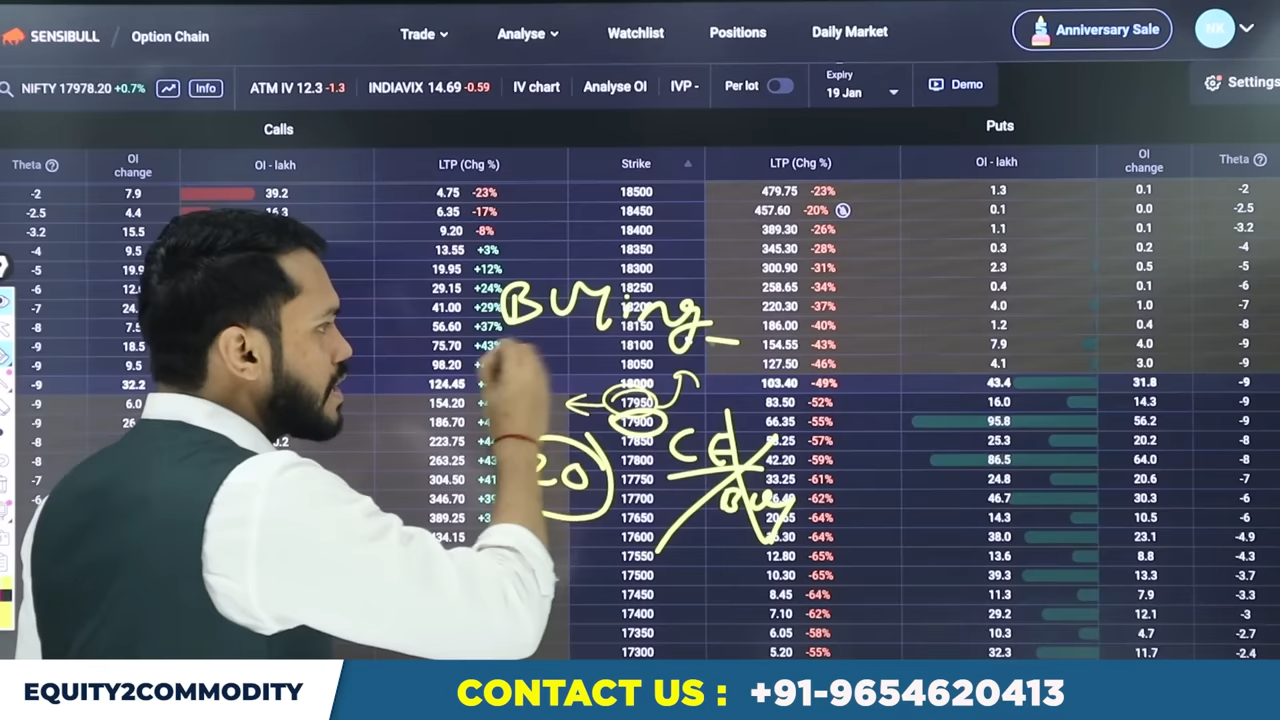 SENSIBULL / Option Chain Trade Analyse Watchlist Positions Daily Market Anniversary Sale NK
NIFTY 17978.20 +0.7% Info ATM IV 12.3 -1.3 INDIAVIX 14.69 -0.59 IV chart Analyse OI IVP - Per lot Expiry 19 Jan Demo Settings
Calls Puts
Theta OI change OI - lakh LTP (Chg %) Strike LTP (Chg %) OI - lakh OI change Theta
-2 7.9 39.2 4.75 -23% 18500 479.75 -23% 1.3 0.1 -2
-2.5 4.4 16.3 6.35 -17% 18450 457.60 -20% 0.1 0.0 -2.5
-3.2 15.5 9.20 -8% 18400 389.30 -26% 1.1 0.1 -3.2
-4 13.55 +3% 18350 345.30 -28% 0.3 0.2 -4
-5 19.9 19.95 +12% 18300 300.90 -31% 2.3 0.5 -5
-6 29.15 +24% 18250 258.65 -34% 0.4 0.1 -6
-7 41.00 +29% 220.30 -37% 4.0 1.0 -7
Buying
-8 7.5 56.60 +37% 18150 186.00 -40% 1.2 0.4 -8
-9 18.5 75.70 +43% 18100 154.55 -43% 7.9 4.0 -9
-9 9.5 98.20 18050 127.50 -46% 4.1 3.0 -9
-9 32.2 124.45 18000 103.40 -49% 43.4 31.8 -9
-9 6.0 154.20 17950 83.50 -52% 16.0 14.3 -9
-9 186.70 17900 66.35 -55% 95.8 56.2 -9
-8 223.75 17850 -57% 25.3 20.2 -8
CE
-8 263.25 17800 42.20 -59% 86.5 64.0 -8
20
-7 304.50 17750 33.25 -61% 24.8 20.6 -7
346.70 17700 -62% 46.7 30.3 -6
Buy
389.25 17650 -64% 14.3 10.5 -6
17600 -64% 38.0 23.1 -4.9
17550 12.80 -65% 13.6 8.8 -4.3
17500 10.30 -65% 39.3 13.3 -3.7
17450 8.45 -64% 11.3 7.9 -3.3
17400 7.10 -62% 29.2 12.1 -3
17350 6.05 -58% 10.3 4.7 -2.7
17300 5.20 -55% 32.3 11.7 -2.4
EQUITY2COMMODITY CONTACT US : +91-9654620413